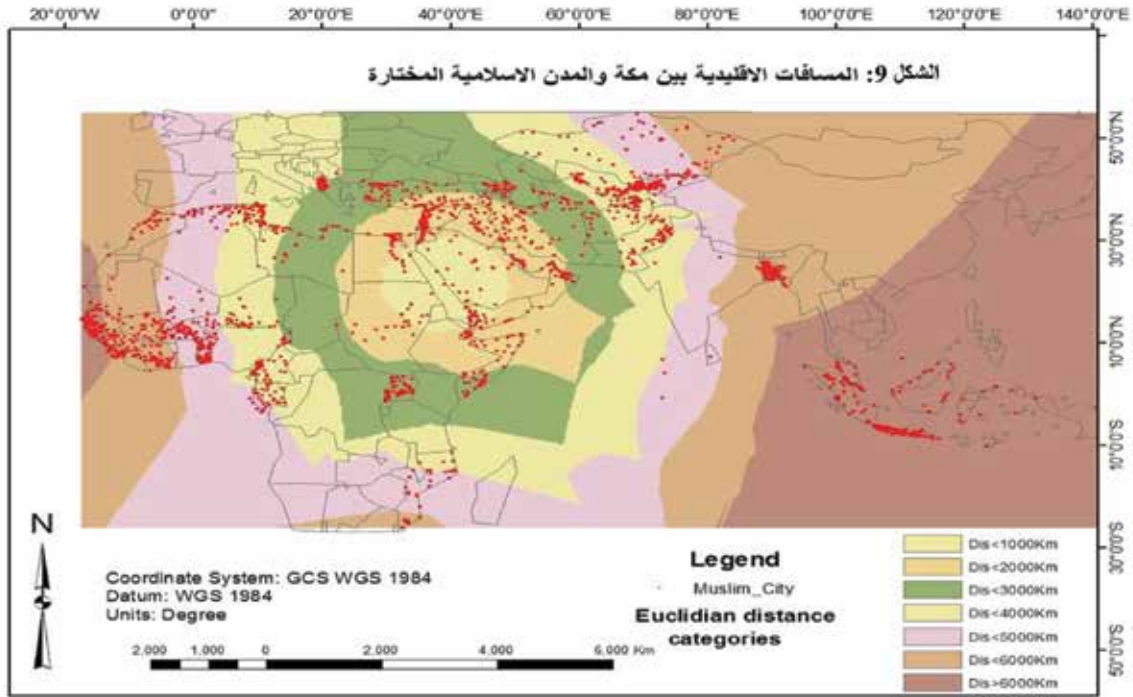 20°0'0"W 0°0'0"E 20°0'0"E 40°0'0"E 60°0'0"E 80°0'0"E 100°0'0"E 120°0'0"E 140°0'0"E
الشكل 9: المسافات الاقليدية بين مكة والمدن الاسلامية المختارة
50°0'0"N
30°0'0"N
10°0'0"N
10°0'0"S
30°0'0"S
50°0'0"S
N
Coordinate System: GCS WGS 1984
Datum: WGS 1984
Units: Degree
2,000 1,000 0 2,000 4,000 6,000 Km
Legend
Muslim_City
Euclidian distance
categories
Dis<1000Km
Dis<2000Km
Dis<3000Km
Dis<4000Km
Dis<5000Km
Dis<6000Km
Dis>6000Km